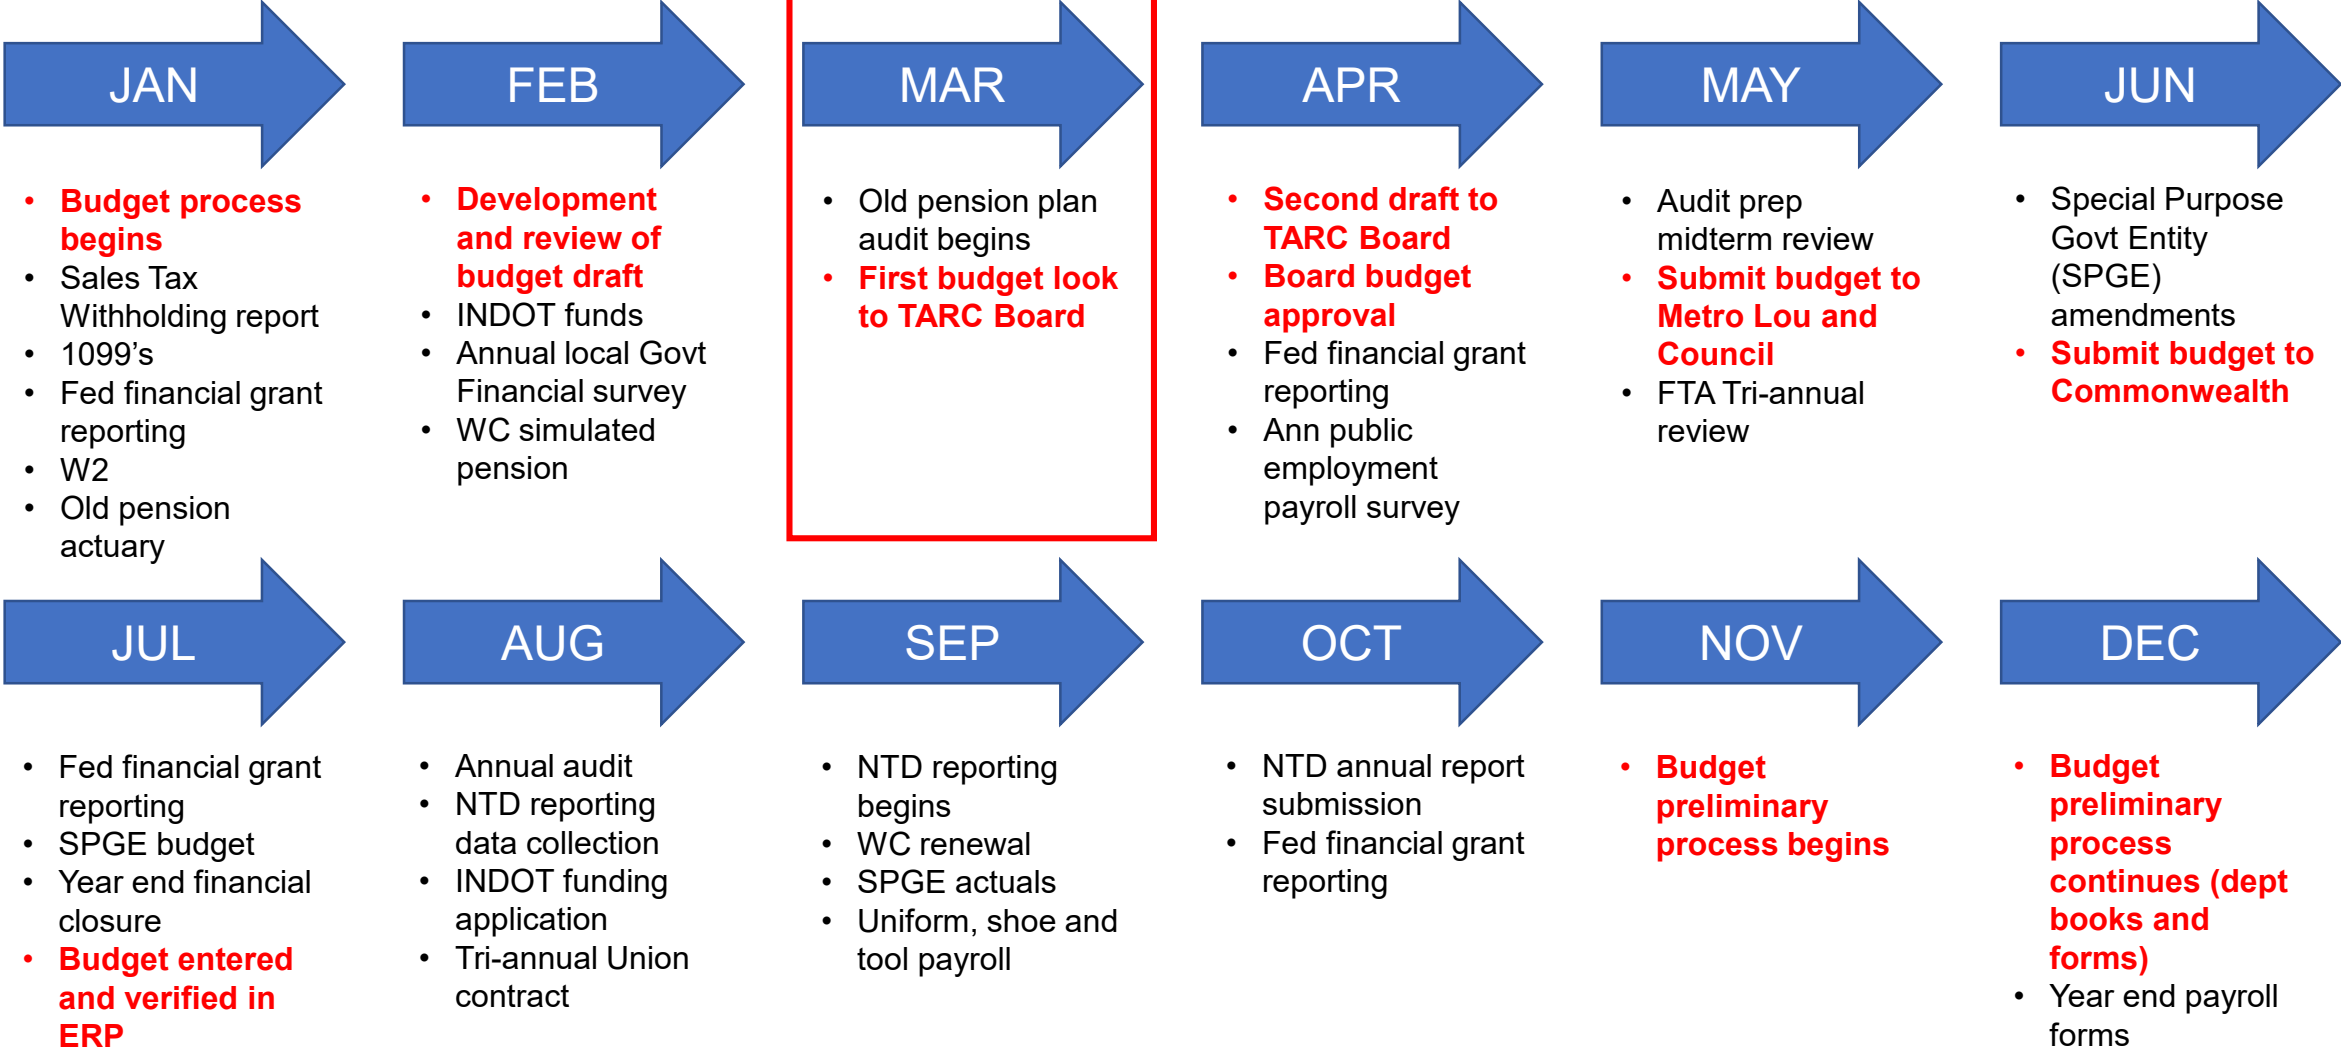 JAN
• Budget process
begins
• Sales Tax
Withholding report
• 1099’s
• Fed financial grant
reporting
• W2
• Old pension
actuary
FEB
• Development
and review of
budget draft
• INDOT funds
• Annual local Govt
Financial survey
• WC simulated
pension
MAR
• Old pension plan
audit begins
• First budget look
to TARC Board
APR
• Second draft to
TARC Board
• Board budget
approval
• Fed financial grant
reporting
• Ann public
employment
payroll survey
MAY
• Audit prep
midterm review
• Submit budget to
Metro Lou and
Council
• FTA Tri-annual
review
JUN
• Special Purpose
Govt Entity
(SPGE)
amendments
• Submit budget to
Commonwealth
JUL
• Fed financial grant
reporting
• SPGE budget
• Year end financial
closure
• Budget entered
and verified in
ERP
AUG
• Annual audit
• NTD reporting
data collection
• INDOT funding
application
• Tri-annual Union
contract
SEP
• NTD reporting
begins
• WC renewal
• SPGE actuals
• Uniform, shoe and
tool payroll
OCT
• NTD annual report
submission
• Fed financial grant
reporting
NOV
• Budget
preliminary
process begins
DEC
• Budget
preliminary
process
continues (dept
books and
forms)
• Year end payroll
forms